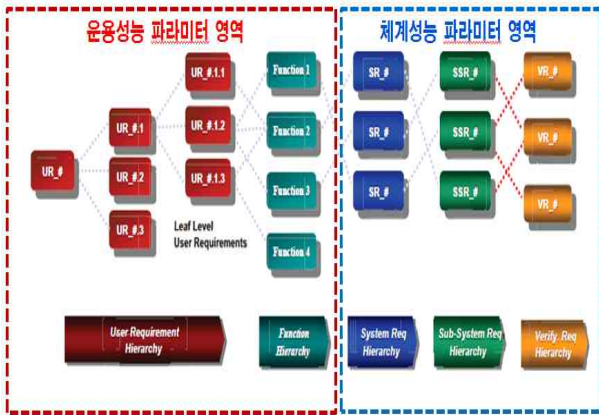 운용성능 파라미터 영역
체계성능 파라미터 영역
UR_#
UR_#.1
UR_#.2
UR_#.3
UR_#.1.1
UR_#.1.2
UR_#.1.3
Leaf Level
User Requirements
Function 1
Function 2
Function 3
Function 4
SR_#
SR_#
SR_#
SSR_#
SSR_#
SSR_#
VR_#
VR_#
VR_#
User Requirement
Hierarchy
Function
Hierarchy
System Req
Hierarchy
Sub-System Req
Hierarchy
Verify. Req
Hierarchy